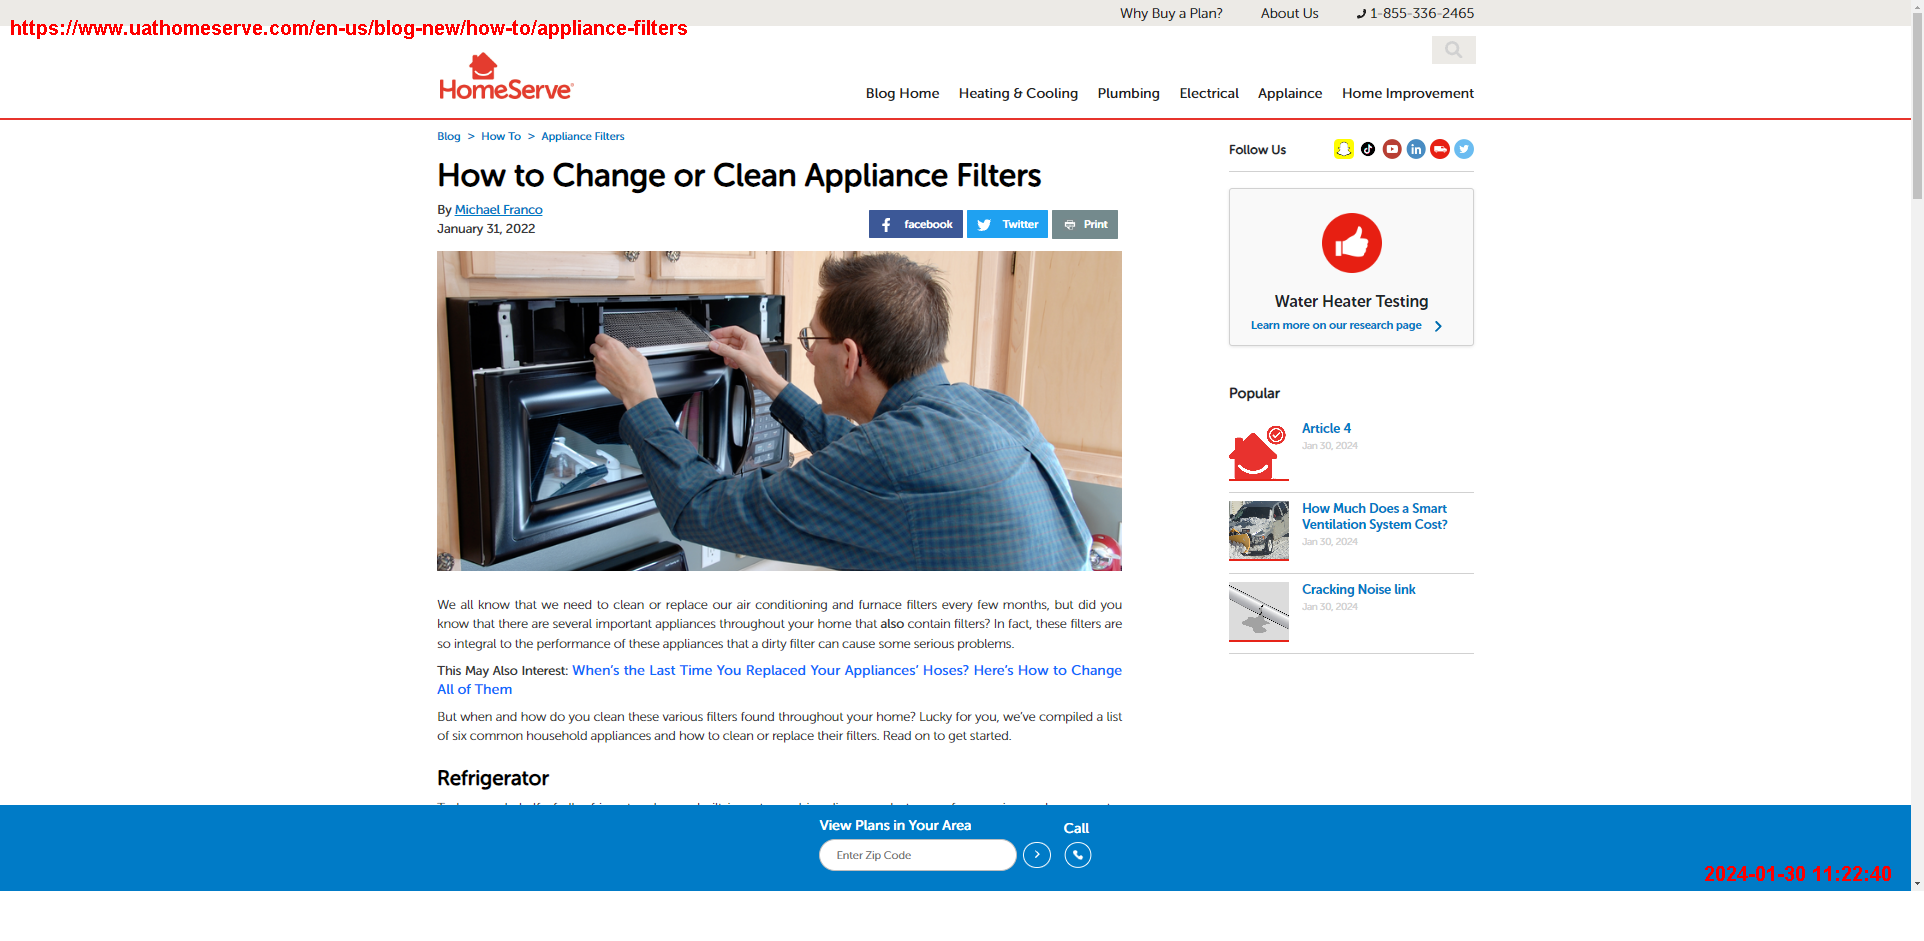 Why Buy a Plan? About Us 1-855-336-2465
https://www.uathomeserve.com/en-us/blog-new/how-to/appliance-filters
HomeServe
Blog Home Heating & Cooling Plumbing Electrical Applaince Home Improvement
Blog > How To > Appliance Filters
How to Change or Clean Appliance Filters
By Michael Franco
January 31, 2022
facebook Twitter Print
We all know that we need to clean or replace our air conditioning and furnace filters every few months, but did you
know that there are several important appliances throughout your home that also contain filters? In fact, these filters are
so integral to the performance of these appliances that a dirty filter can cause some serious problems.
This May Also Interest: When’s the Last Time You Replaced Your Appliances’ Hoses? Here’s How to Change
All of Them
But when and how do you clean these various filters found throughout your home? Lucky for you, we’ve compiled a list
of six common household appliances and how to clean or replace their filters. Read on to get started.
Refrigerator
Follow Us
Water Heater Testing
Learn more on our research page
Popular
Article 4
Jan 30, 2024
How Much Does a Smart
Ventilation System Cost?
Jan 30, 2024
Cracking Noise link
Jan 30, 2024
View Plans in Your Area
Enter Zip Code
Call
2024-01-30 11:22:40